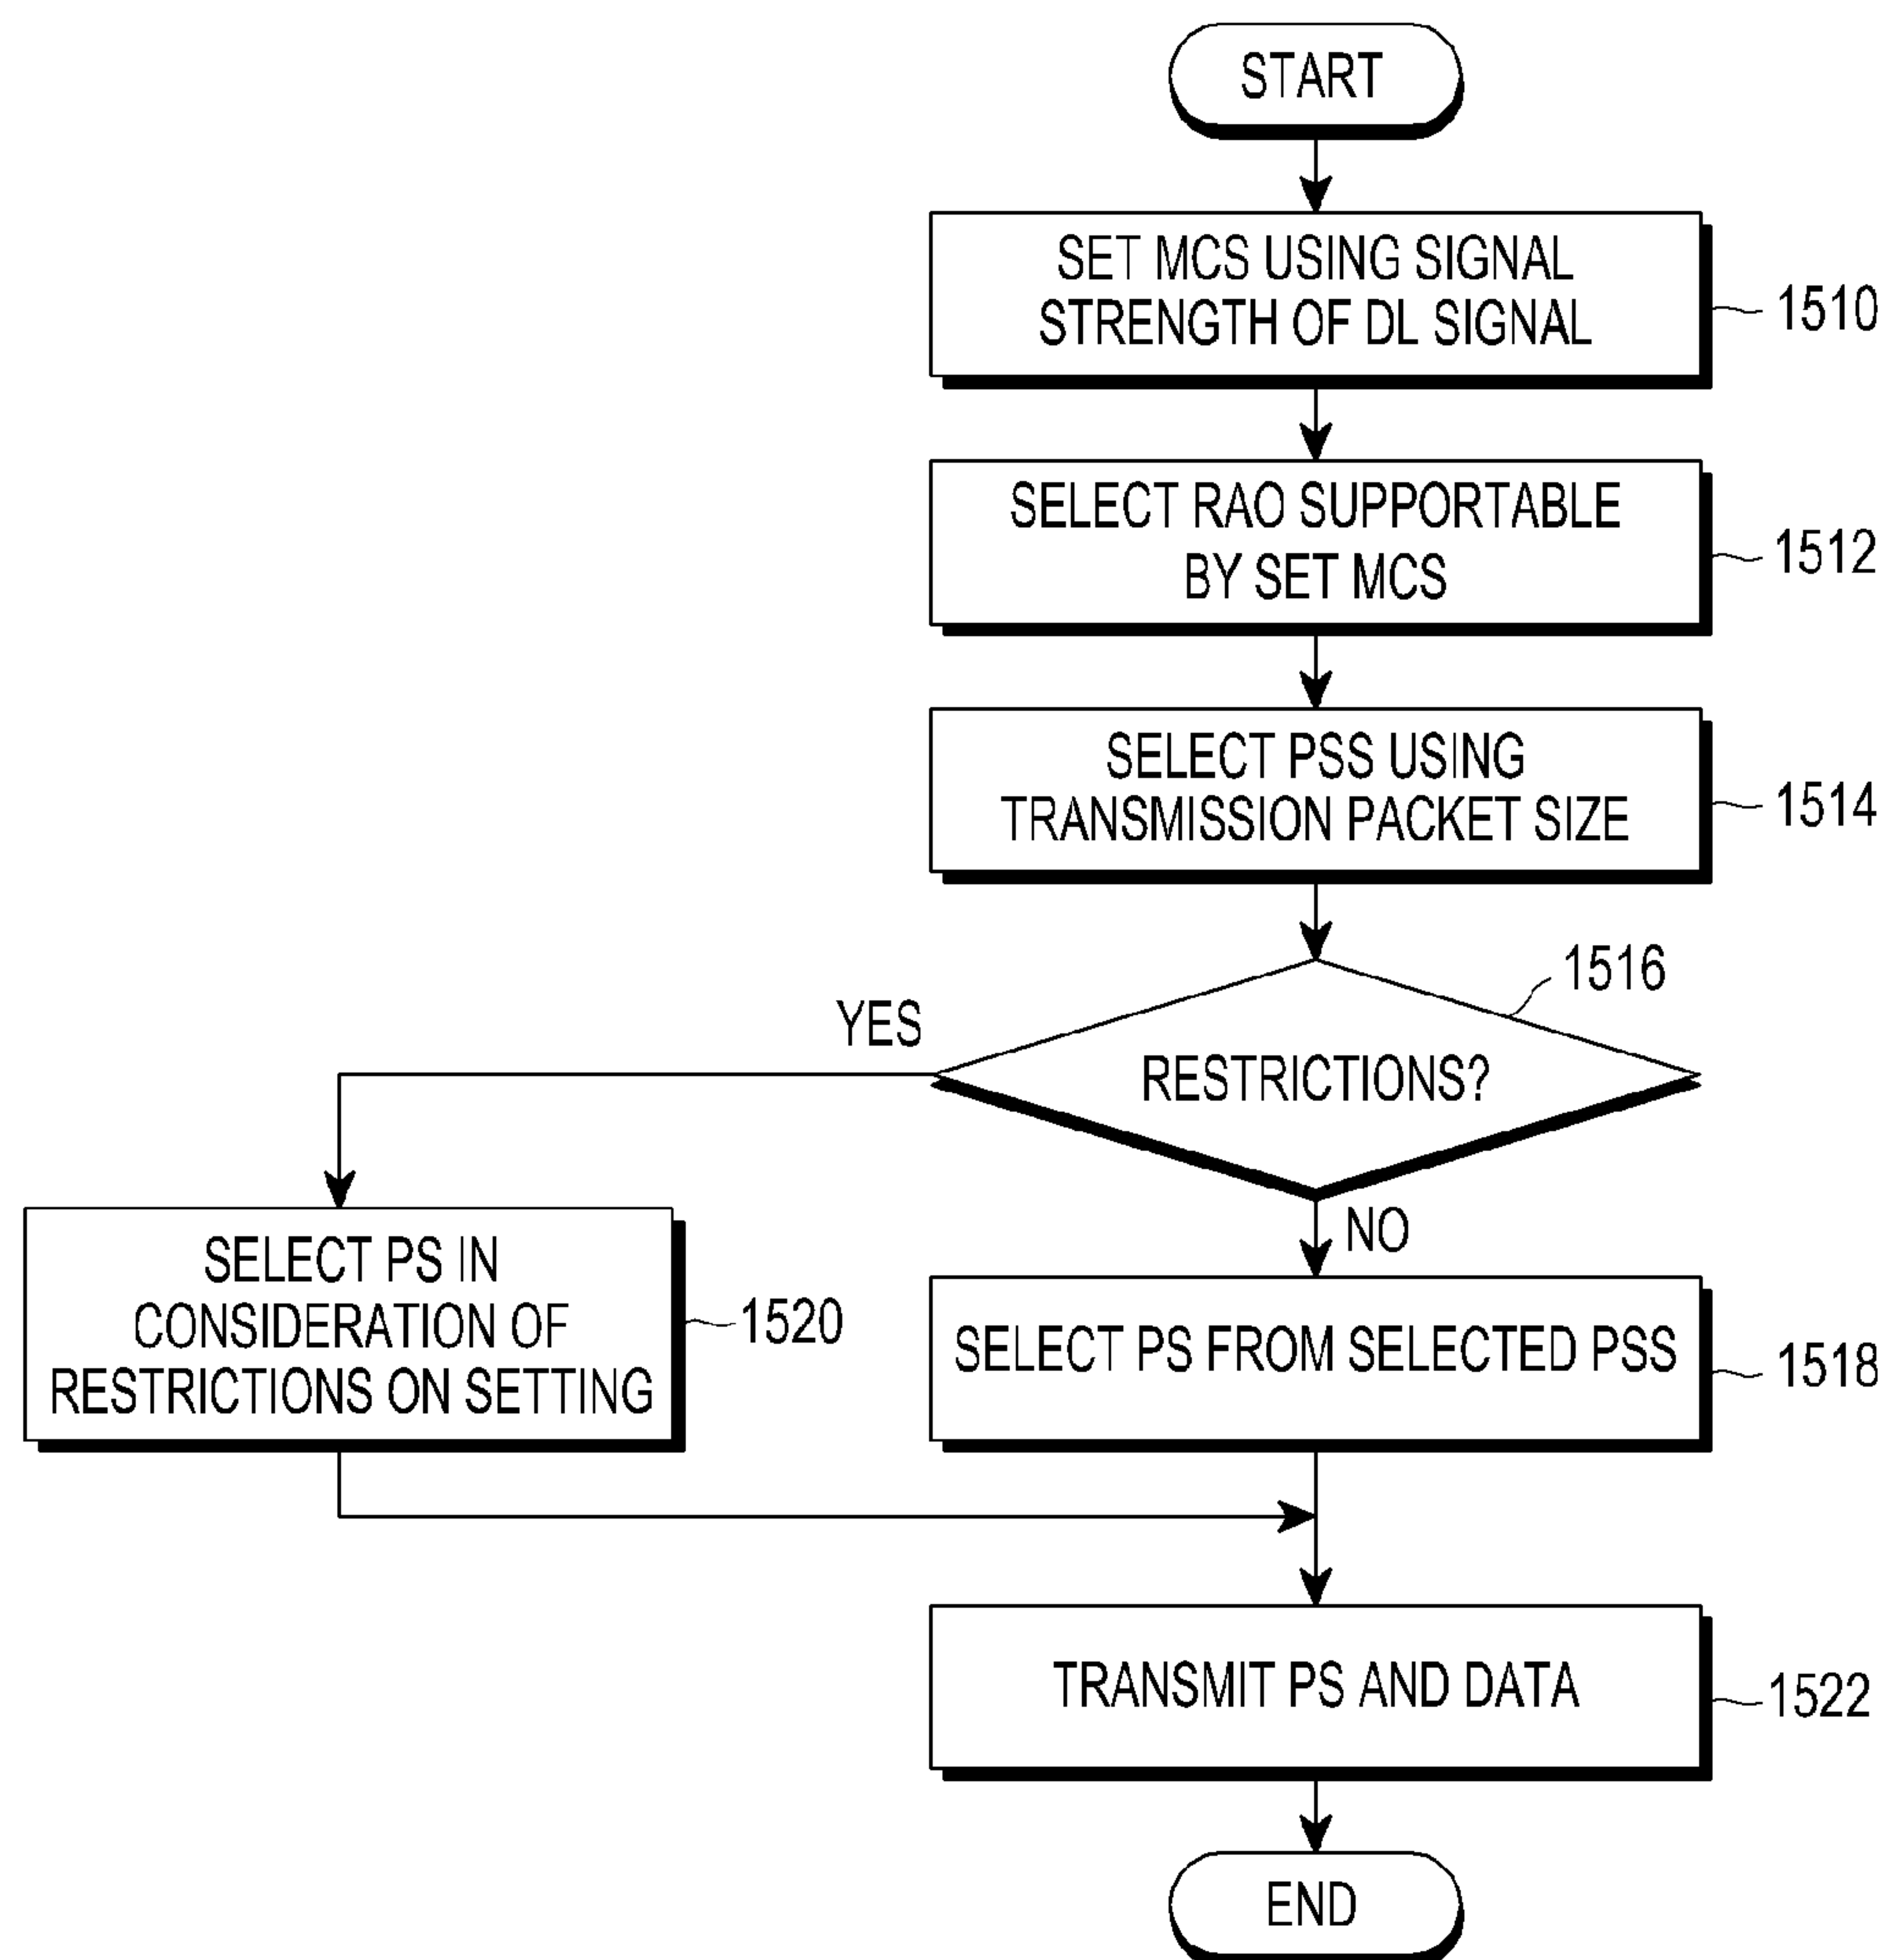 START
SET MCS USING SIGNAL
STRENGTH OF DL SIGNAL
1510
SELECT RAO SUPPORTABLE
BY SET MCS
1512
SELECT PSS USING
TRANSMISSION PACKET SIZE
1514
1516
RESTRICTIONS?
YES
NO
SELECT PS IN
CONSIDERATION OF
RESTRICTIONS ON SETTING
1520
SELECT PS FROM SELECTED PSS
1518
TRANSMIT PS AND DATA
1522
END